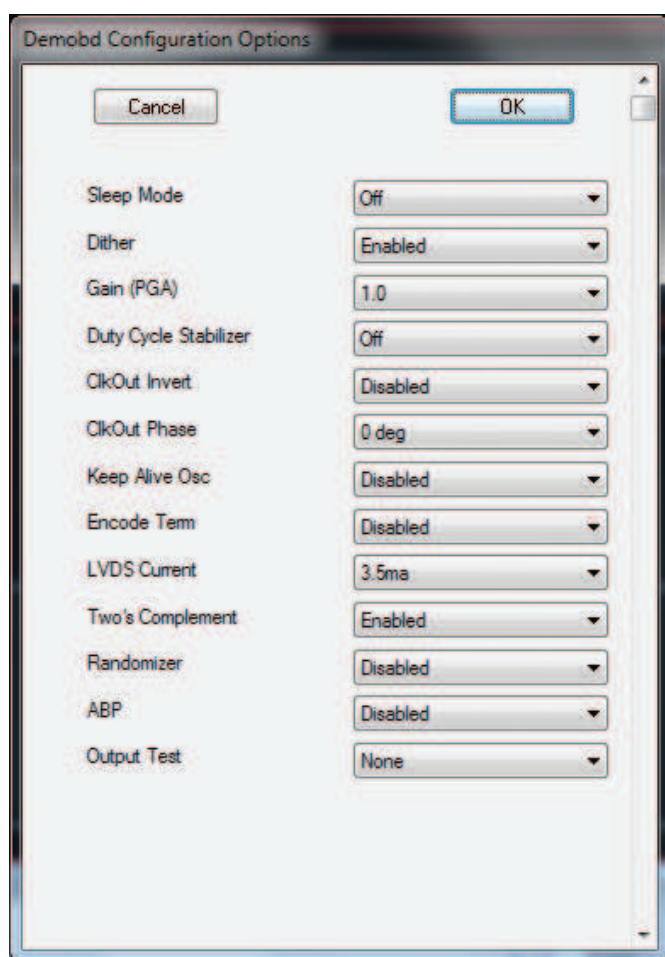 Demobd Configuration Options
Cancel OK
Sleep Mode Off
Dither Enabled
Gain (PGA) 1.0
Duty Cycle Stabilizer Off
ClkOut Invert Disabled
ClkOut Phase 0 deg
Keep Alive Osc Disabled
Encode Term Disabled
LVDS Current 3.5ma
Two's Complement Enabled
Randomizer Disabled
ABP Disabled
Output Test None